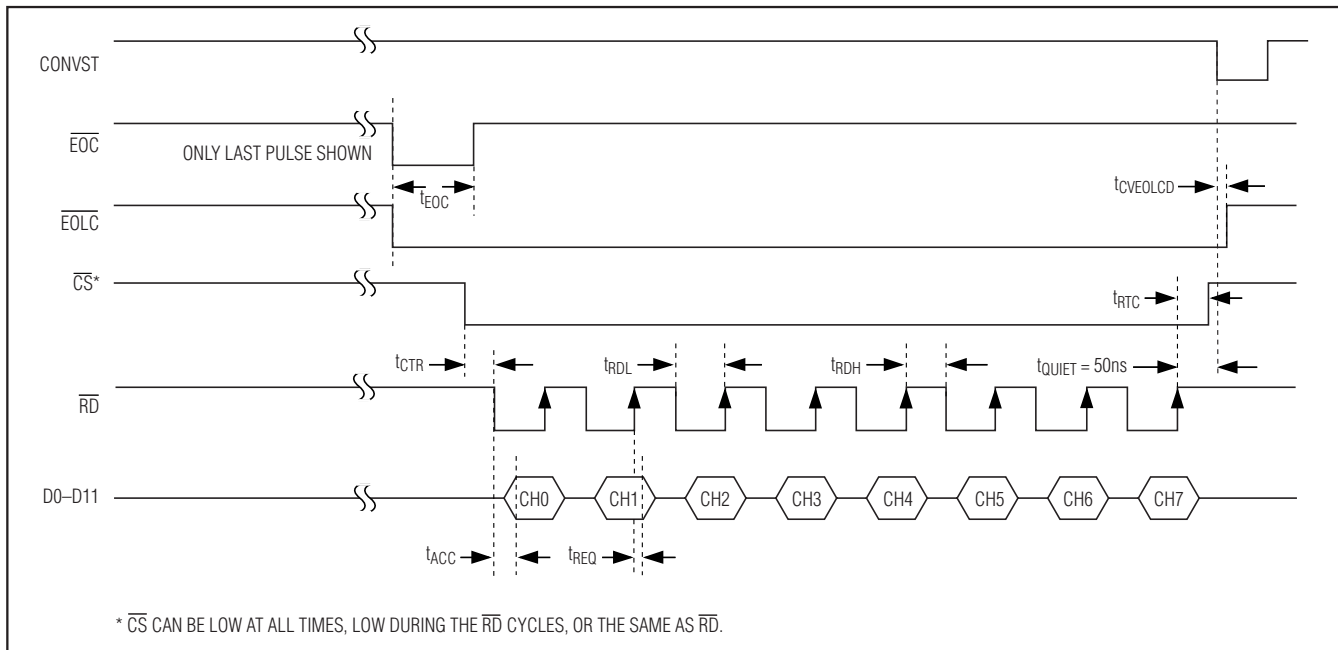 CONVST
EOC
ONLY LAST PULSE SHOWN
tEOC
tCVEOLCD
EOLC
CS*
tRTC
tCTR
tRDL
tRDH
tQUIET = 50ns
RD
D0–D11
CH0 CH1 CH2 CH3 CH4 CH5 CH6 CH7
tACC
tREQ
* CS CAN BE LOW AT ALL TIMES, LOW DURING THE RD CYCLES, OR THE SAME AS RD.